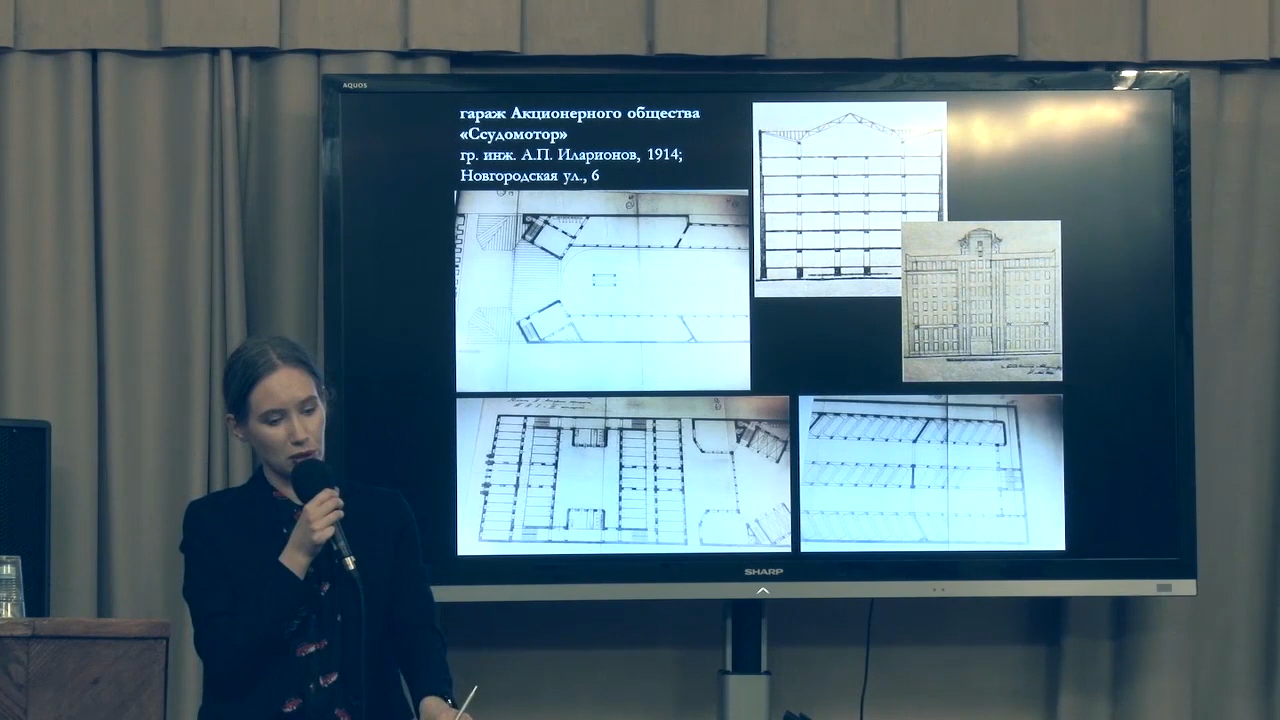 AQUOS
гараж Акционерного общества
«Ссудомотор»
гр. инж. А.П. Иларионов, 1914;
Новгородская ул., 6
SHARP